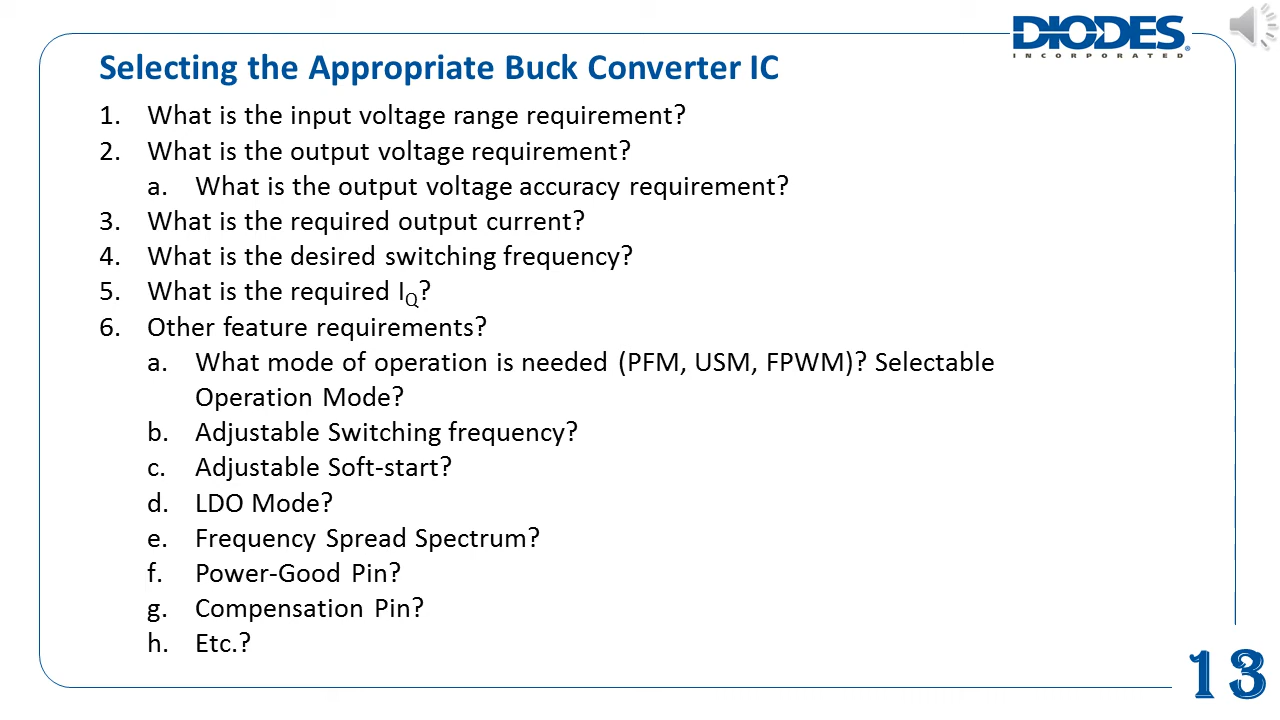 DIODES
INCORPORATED
Selecting the Appropriate Buck Converter IC
1. What is the input voltage range requirement?
2. What is the output voltage requirement?
a. What is the output voltage accuracy requirement?
3. What is the required output current?
4. What is the desired switching frequency?
5. What is the required IQ?
6. Other feature requirements?
a. What mode of operation is needed (PFM, USM, FPWM)? Selectable
Operation Mode?
b. Adjustable Switching frequency?
c. Adjustable Soft-start?
d. LDO Mode?
e. Frequency Spread Spectrum?
f. Power-Good Pin?
g. Compensation Pin?
h. Etc.?
13